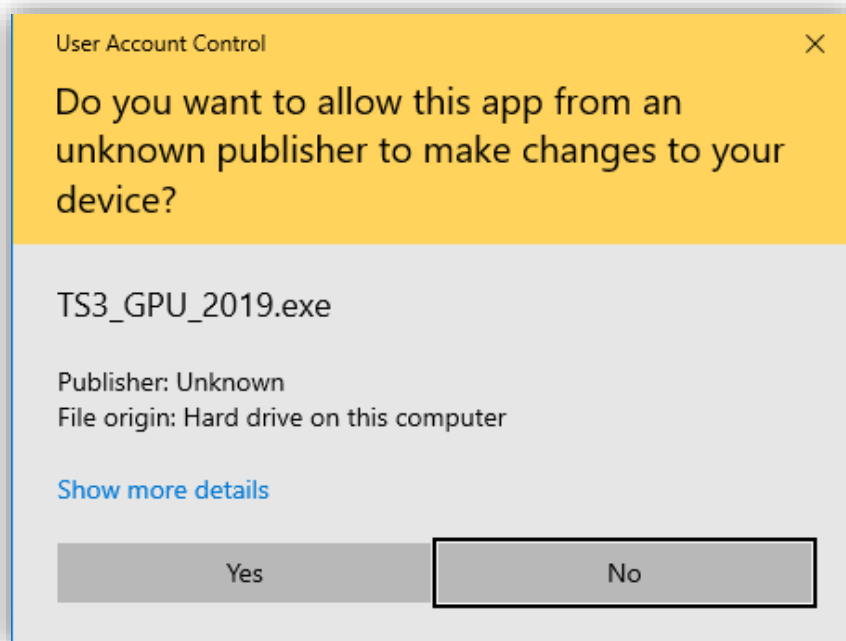 User Account Control
Do you want to allow this app from an
unknown publisher to make changes to your
device?
TS3_GPU_2019.exe
Publisher: Unknown
File origin: Hard drive on this computer
Show more details
Yes
No